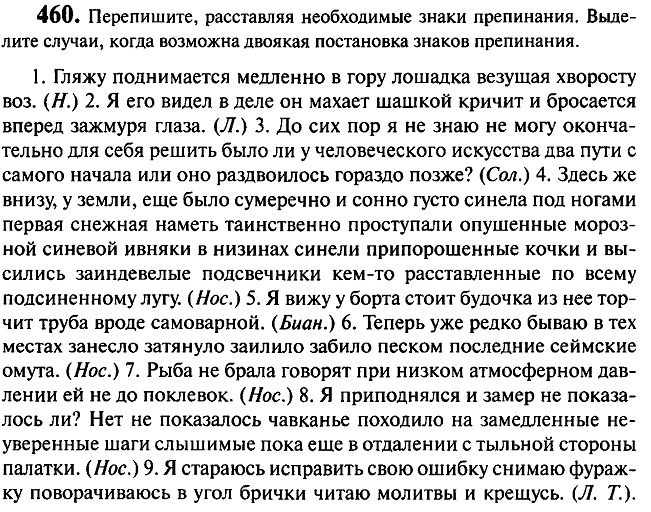 460. Перепишите, расставляя необходимые знаки препинания. Выде-
лите случаи, когда возможна двоякая постановка знаков препинания.
1. Гляжу поднимается медленно в гору лошадка везущая хворосту
воз. (Н.) 2. Я его видел в деле он махает шашкой кричит и бросается
вперед зажмуря глаза. (Л.) 3. До сих пор я не знаю не могу оконча-
тельно для себя решить было ли у человеческого искусства два пути с
самого начала или оно раздвоилось гораздо позже? (Сол.) 4. Здесь же
внизу, у земли, еще было сумеречно и сонно густо синела под ногами
первая снежная наметь таинственно проступали опушенные мороз-
ной синевой ивняки в низинах синели припорошенные кочки и вы-
сились заиндевелые подсвечники кем-то расставленные по всему
подсиненному лугу. (Нос.) 5. Я вижу у борта стоит будочка из нее тор-
чит труба вроде самоварной. (Биан.) 6. Теперь уже редко бываю в тех
местах занесло затянуло заилило забило песком последние сеймские
омута. (Нос.) 7. Рыба не брала говорят при низком атмосферном дав-
лении ей не до поклевок. (Нос.) 8. Я приподнялся и замер не показа-
лось ли? Нет не показалось чавканье походило на замедленные не-
уверенные шаги слышимые пока еще в отдалении с тыльной стороны
палатки. (Нос.) 9. Я стараюсь исправить свою ошибку снимаю фураж-
ку поворачиваюсь в угол брички читаю молитвы и крещусь. (Л. Т.).